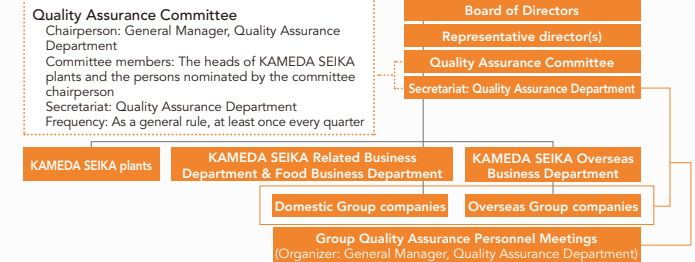 Quality Assurance Committee
Chairperson: General Manager, Quality Assurance
Department
Committee members: The heads of KAMEDA SEIKA
plants and the persons nominated by the committee
chairperson
Secretariat: Quality Assurance Department
Frequency: As a general rule, at least once every quarter
Board of Directors
Representative director(s)
Quality Assurance Committee
Secretariat: Quality Assurance Department
KAMEDA SEIKA plants
KAMEDA SEIKA Related Business
Department & Food Business Department
KAMEDA SEIKA Overseas
Business Department
Domestic Group companies
Overseas Group companies
Group Quality Assurance Personnel Meetings
(Organizer: General Manager, Quality Assurance Department)